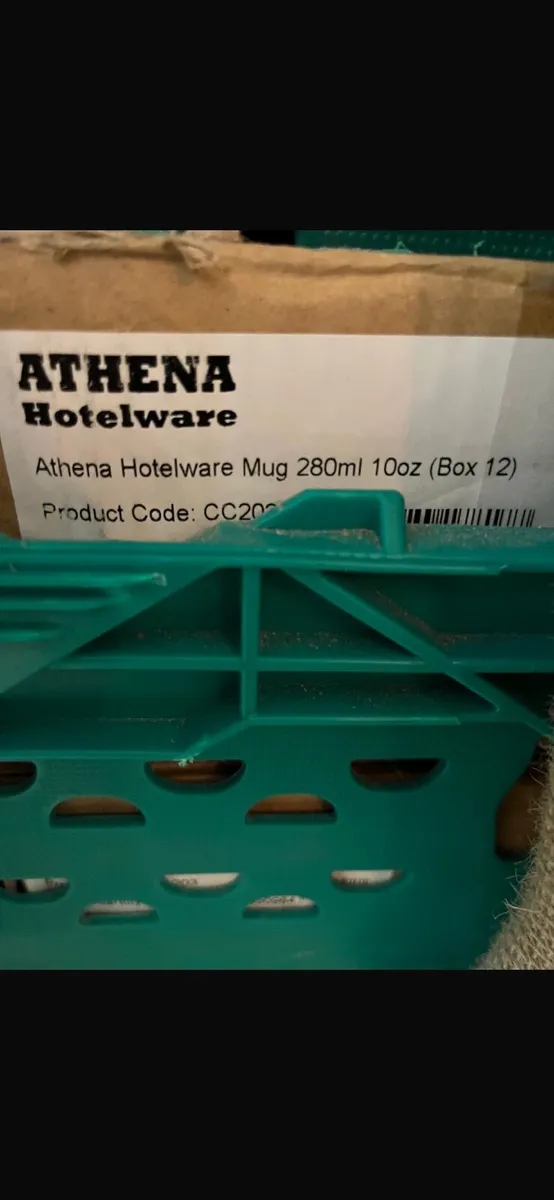 ATHENA
Hotelware
Athena Hotelware Mug 280ml 10oz (Box 12)
Product Code: